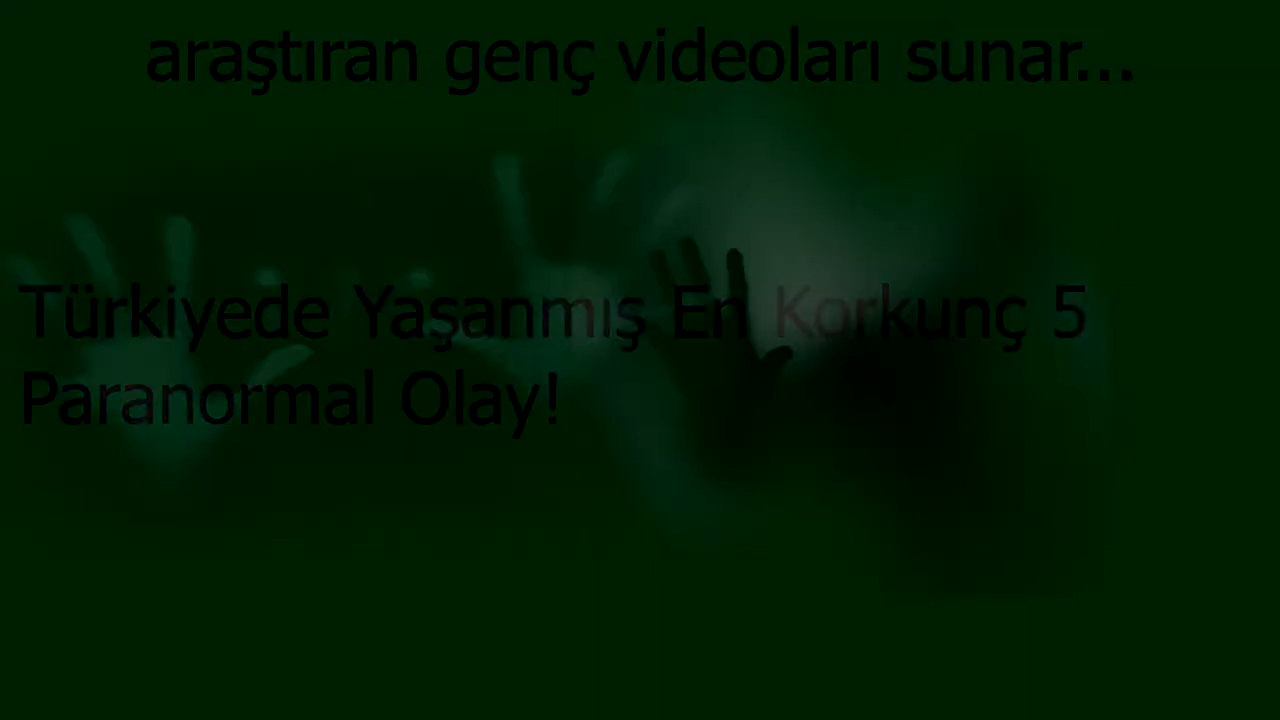 araştıran genç videoları sunar...
Türkiyede Yaşanmış En Korkunç 5
Paranormal Olay!